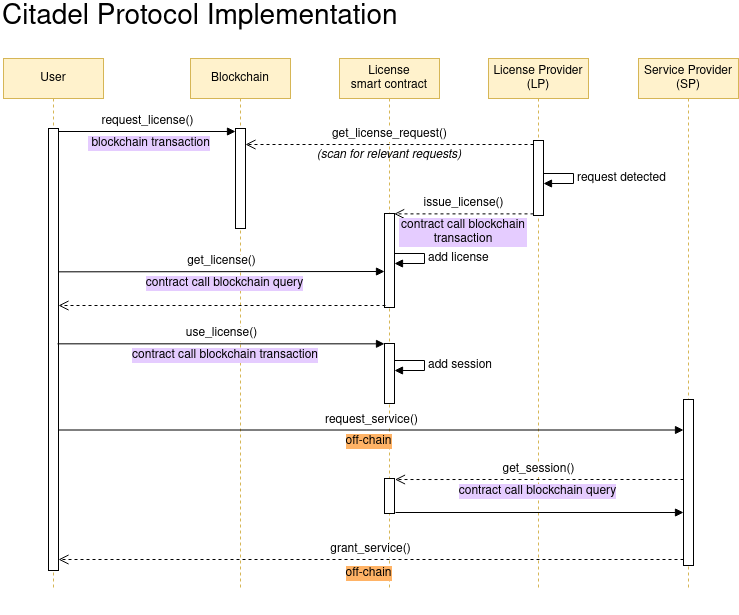 Citadel Protocol Implementation
User
Blockchain
License
smart contract
License Provider
(LP)
Service Provider
(SP)
request_license()
blockchain transaction
get_license_request()
(scan for relevant requests)
request detected
issue_license()
contract call blockchain
transaction
add license
get_license()
contract call blockchain query
use_license()
contract call blockchain transaction
add session
request_service()
off-chain
get_session()
contract call blockchain query
grant_service()
off-chain